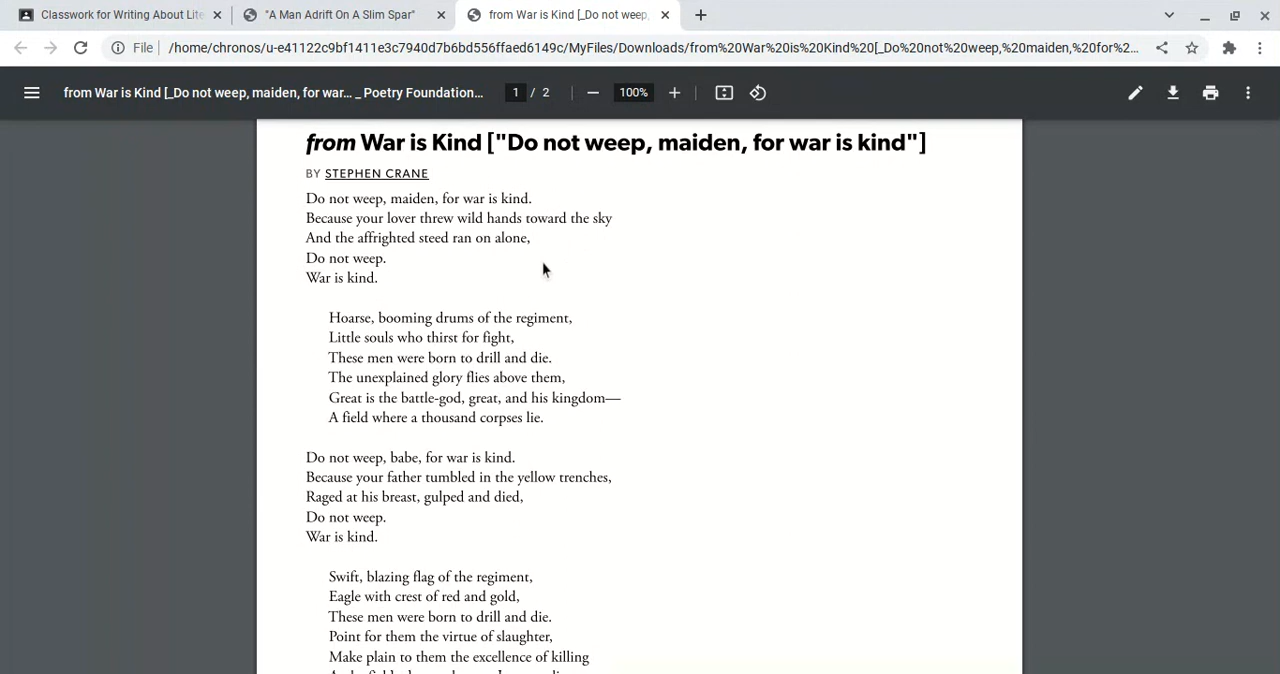 Classwork for Writing About Lite
"A Man Adrift On A Slim Spar"
from War is Kind [_Do not weep,
File
/home/chronos/u-e41122c9bf1411e3c7940d7b6bd556ffaed6149c/MyFiles/Downloads/from%20War%20is%20Kind%20[_Do%20not%20weep,%20maiden,%20for%2...
from War is Kind [_Do not weep, maiden, for war... _ Poetry Foundation...
1 / 2
100%
from War is Kind ["Do not weep, maiden, for war is kind"]
BY STEPHEN CRANE
Do not weep, maiden, for war is kind.
Because your lover threw wild hands toward the sky
And the affrighted steed ran on alone,
Do not weep.
War is kind.
Hoarse, booming drums of the regiment,
Little souls who thirst for fight,
These men were born to drill and die.
The unexplained glory flies above them,
Great is the battle-god, great, and his kingdom—
A field where a thousand corpses lie.
Do not weep, babe, for war is kind.
Because your father tumbled in the yellow trenches,
Raged at his breast, gulped and died,
Do not weep.
War is kind.
Swift, blazing flag of the regiment,
Eagle with crest of red and gold,
These men were born to drill and die.
Point for them the virtue of slaughter,
Make plain to them the excellence of killing